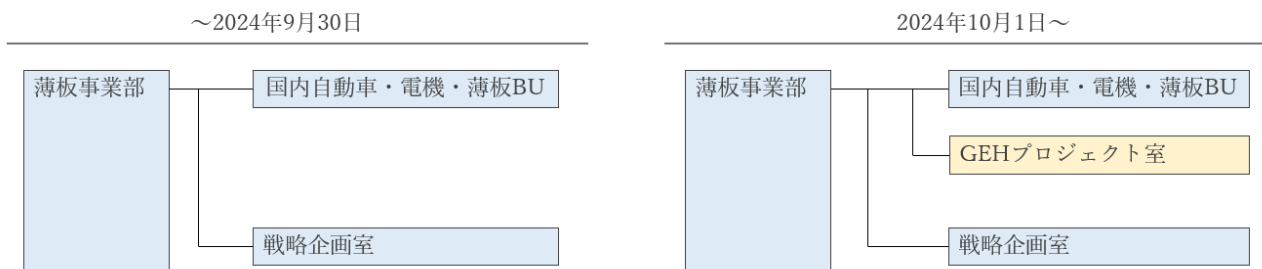 ～2024年9月30日
薄板事業部
国内自動車・電機・薄板BU
戦略企画室
2024年10月1日～
薄板事業部
国内自動車・電機・薄板BU
GEHプロジェクト室
戦略企画室